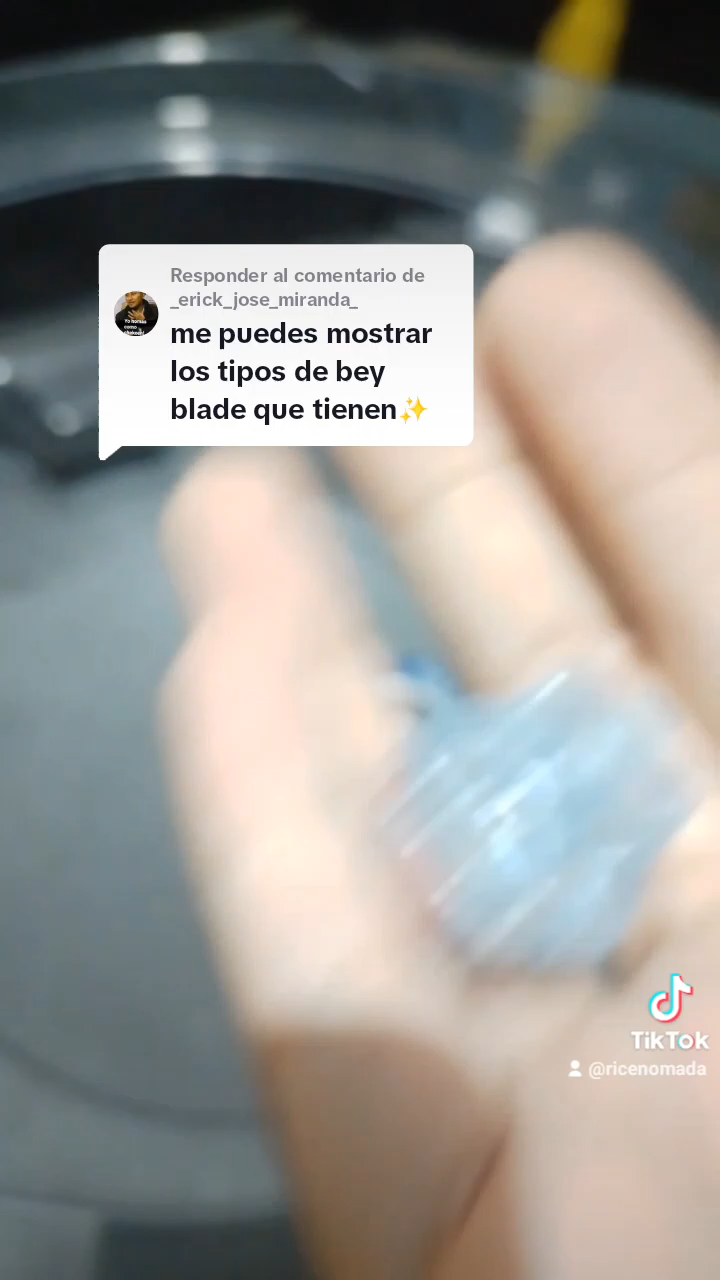 Responder al comentario de
_erick_jose_miranda_
me puedes mostrar
los tipos de bey
blade que tienen✨
TikTok
@ricenomada